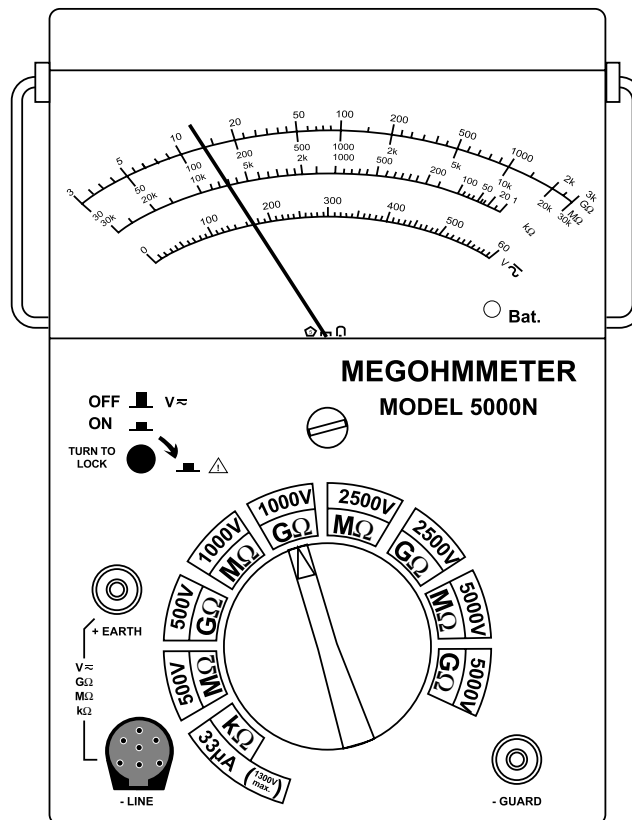 3 5 10 20 50 100 200 500 1000 2k 3k GΩ
30 50 100 200 500 1000 2k 5k 10k 20k 30k MΩ
30k 20k 10k 5k 2k 1000 500 200 100 50 20 1 kΩ
0 100 200 300 400 500 60 V
Bat.
MEGOHMMETER
MODEL 5000N
OFF V
ON
TURN TO
LOCK
500V MΩ
500V GΩ
1000V MΩ
1000V GΩ
2500V MΩ
2500V GΩ
5000V MΩ
5000V GΩ
kΩ
33µA (1300V max.)
+ EARTH
V
GΩ
MΩ
kΩ
- LINE
- GUARD